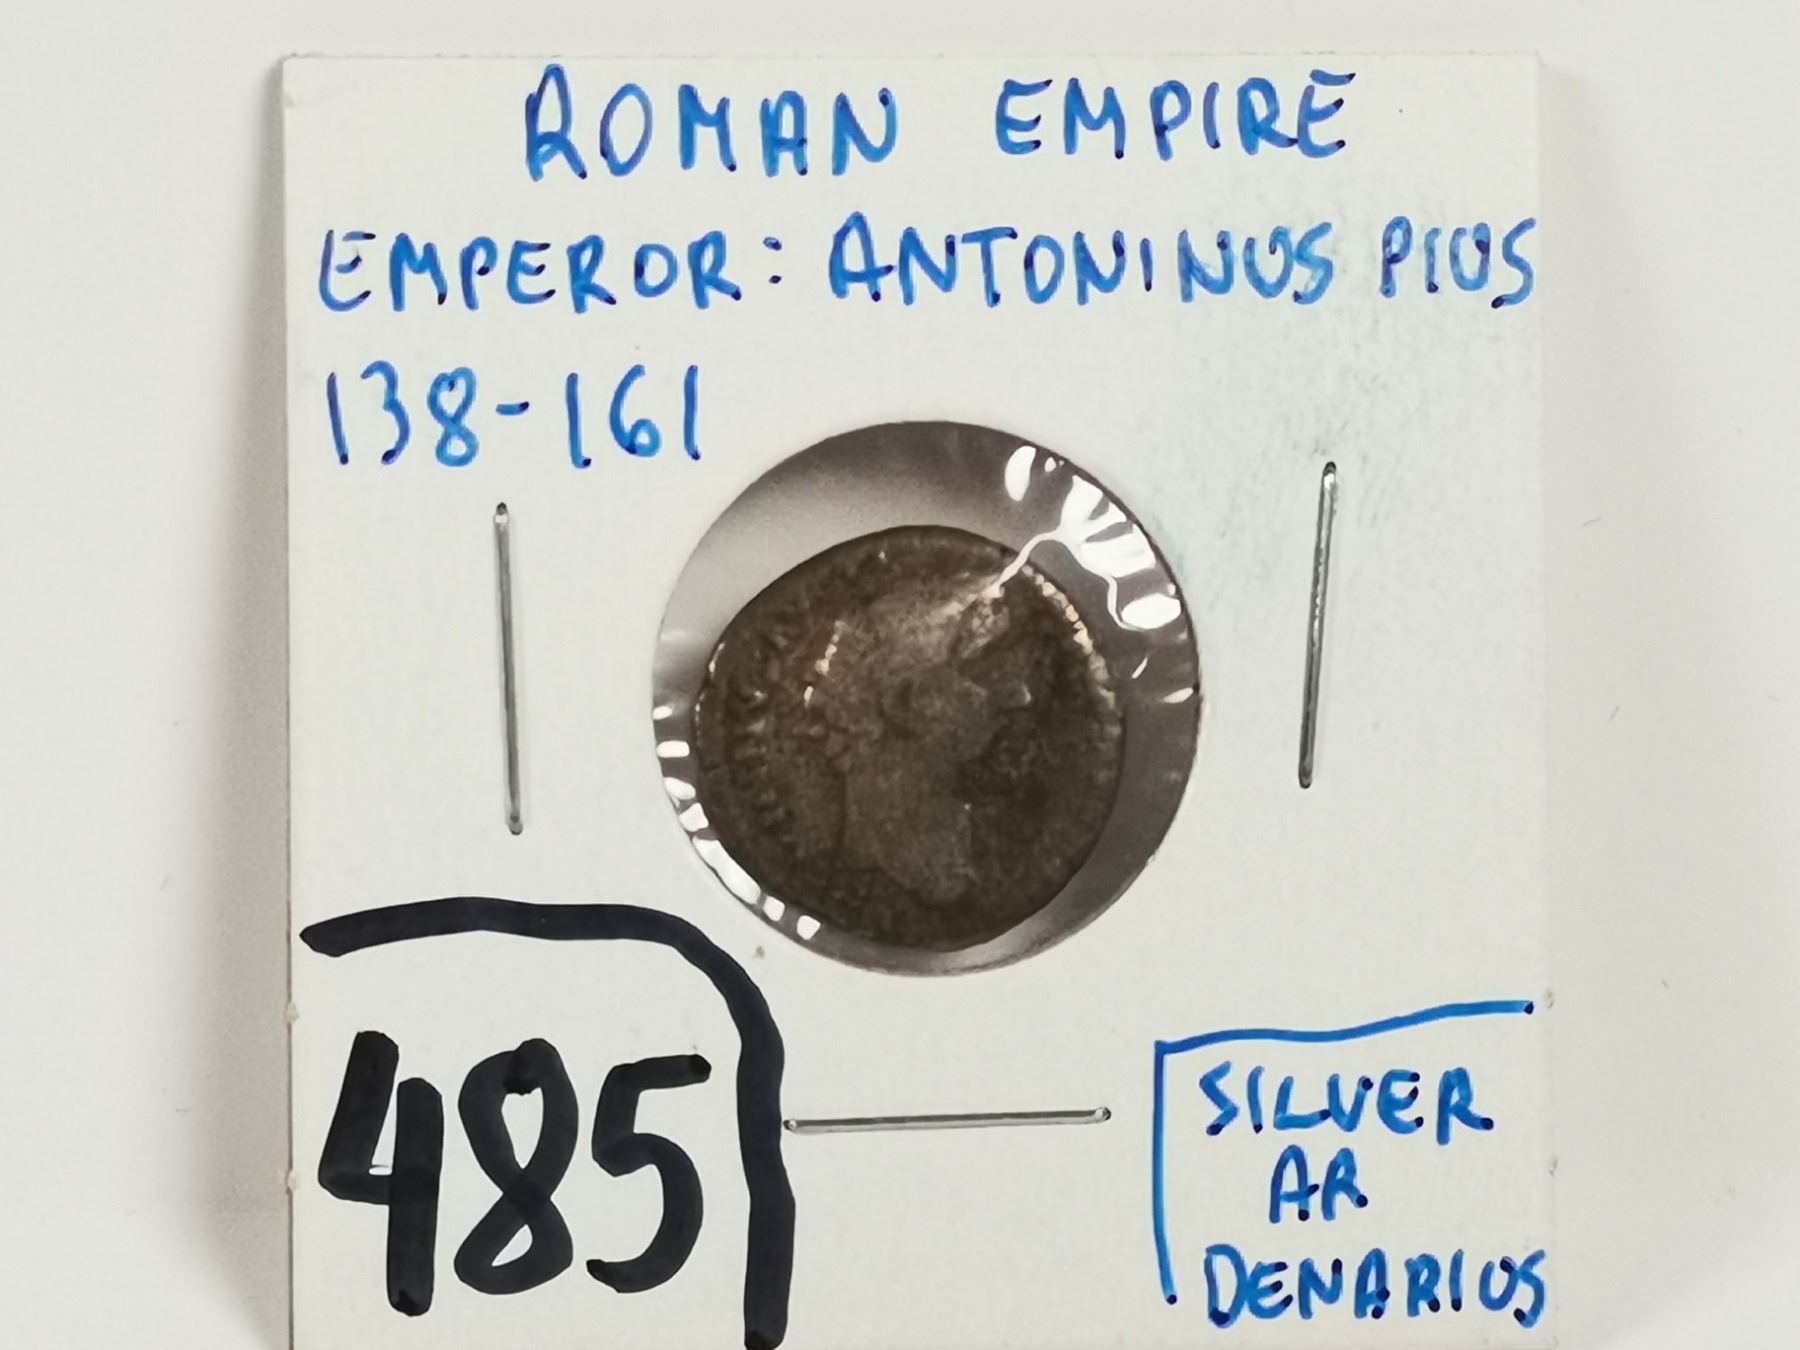 ROMAN EMPIRE
EMPEROR: ANTONINUS PIUS
138-161
485
SILVER
AR
DENARIUS